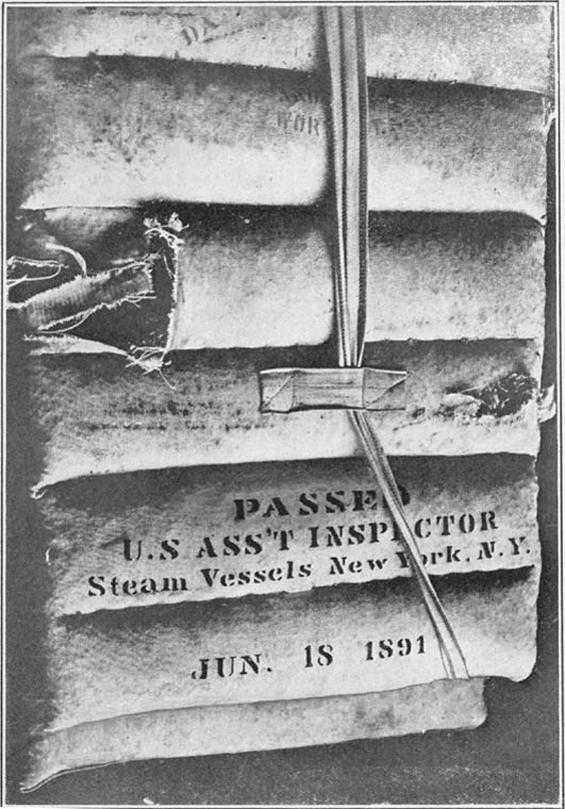 PASSED
U.S ASS'T INSPECTOR
Steam Vessels New York, N.Y.
JUN. 18 1891